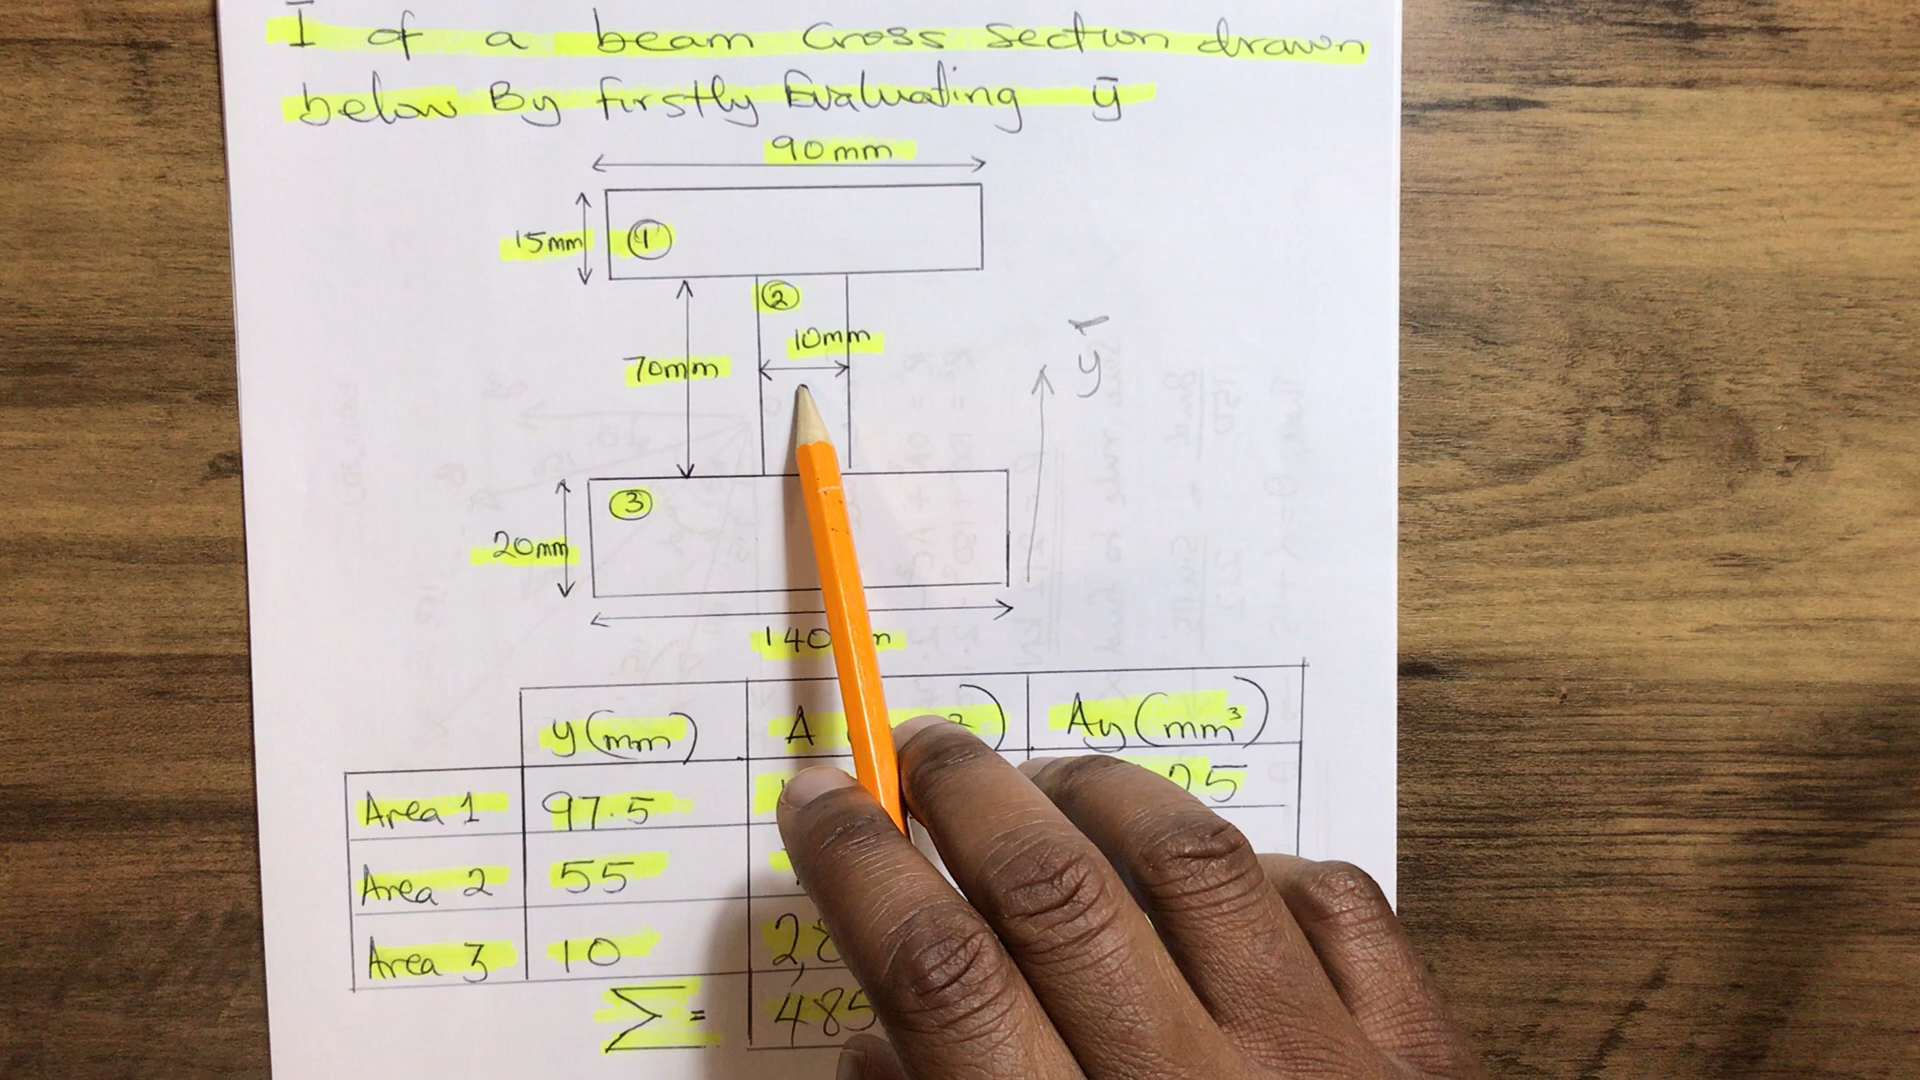 Ī of a beam Cross Section drawn
below By firstly Evaluating ȳ
90mm
15mm
1
2
10mm
70mm
y
3
20mm
140
y(mm) A Ay(mm³)
Area 1 97.5
Area 2 55
Area 3 10
Σ =